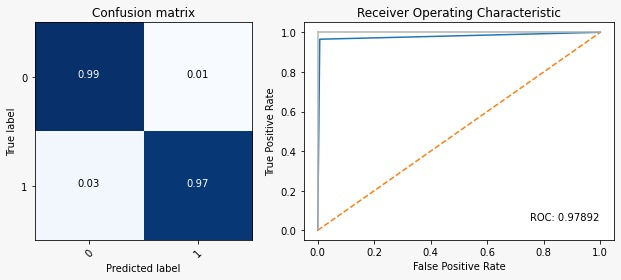 Confusion matrix
True label
0
1
0.99
0.01
0.03
0.97
0
1
Predicted label
Receiver Operating Characteristic
True Positive Rate
1.0
0.8
0.6
0.4
0.2
0.0
ROC: 0.97892
0.0
0.2
0.4
0.6
0.8
1.0
False Positive Rate